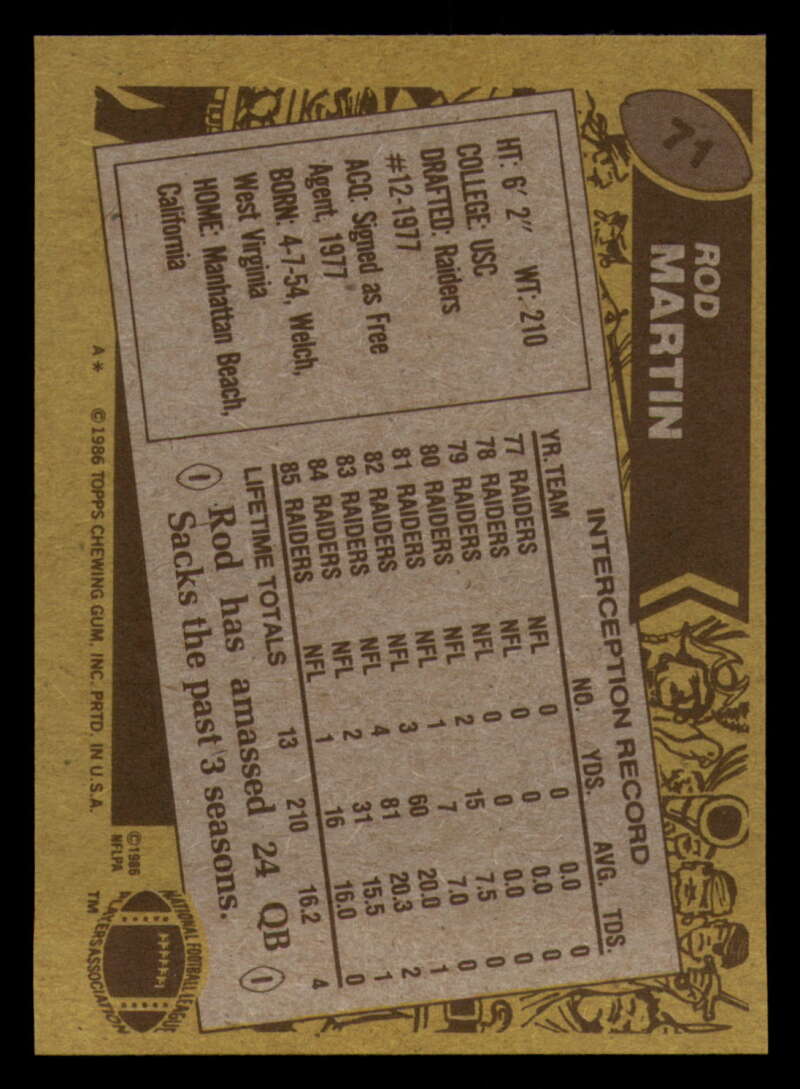 71
ROD
MARTIN
HT: 6' 2" WT: 210
COLLEGE: USC
DRAFTED: Raiders
#12-1977
ACQ: Signed as Free
Agent, 1977
BORN: 4-7-54, Welch,
West Virginia
HOME: Manhattan Beach,
California
INTERCEPTION RECORD
YR. TEAM NO. YDS. AVG. TDS.
77 RAIDERS NFL 0 0 0.0 0
78 RAIDERS NFL 0 0 0.0 0
79 RAIDERS NFL 0 0 0.0 0
80 RAIDERS NFL 2 15 7.5 0
81 RAIDERS NFL 1 7 7.0 0
82 RAIDERS NFL 3 60 20.0 1
83 RAIDERS NFL 4 81 20.3 2
84 RAIDERS NFL 2 31 15.5 1
85 RAIDERS NFL 1 16 16.0 0
LIFETIME TOTALS 13 210 16.2 4
Rod has amassed 24 QB
Sacks the past 3 seasons.
A* © 1986 TOPPS CHEWING GUM, INC. PRTD. IN U.S.A.
© 1986
NFLPA
NATIONAL FOOTBALL LEAGUE
PLAYERS ASSOCIATION
TM